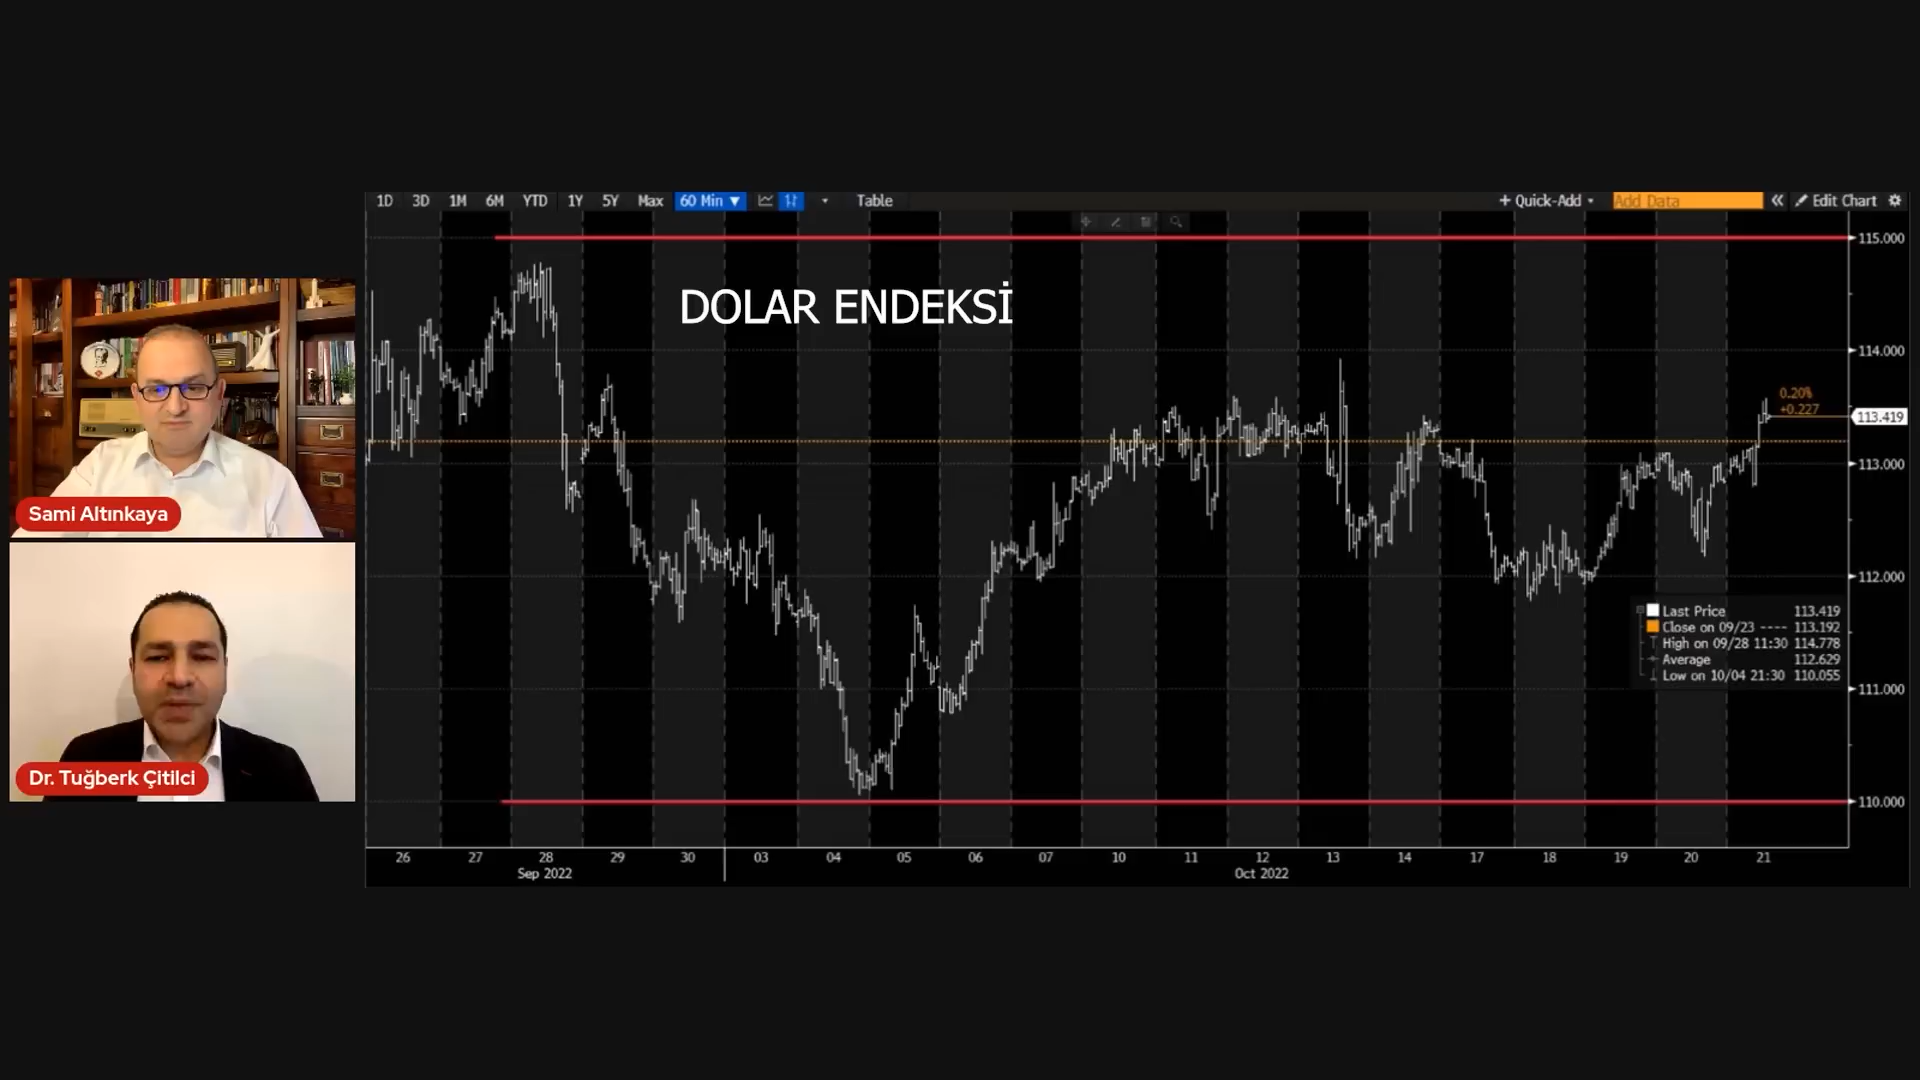 1D 3D 1M 6M YTD 1Y 5Y Max 60 Min ▼ Table + Quick-Add Add Data « Edit Chart
DOLAR ENDEKSİ
115.000
114.000
0.20%
+0.227
113.419
113.000
112.000
111.000
110.000
Last Price 113.419
Close on 09/23 ---- 113.192
High on 09/28 11:30 114.778
Average 112.629
Low on 10/04 21:30 110.055
26 27 28 29 30 03 04 05 06 07 10 11 12 13 14 17 18 19 20 21
Sep 2022 Oct 2022
Sami Altınkaya
Dr. Tuğberk Çitilci